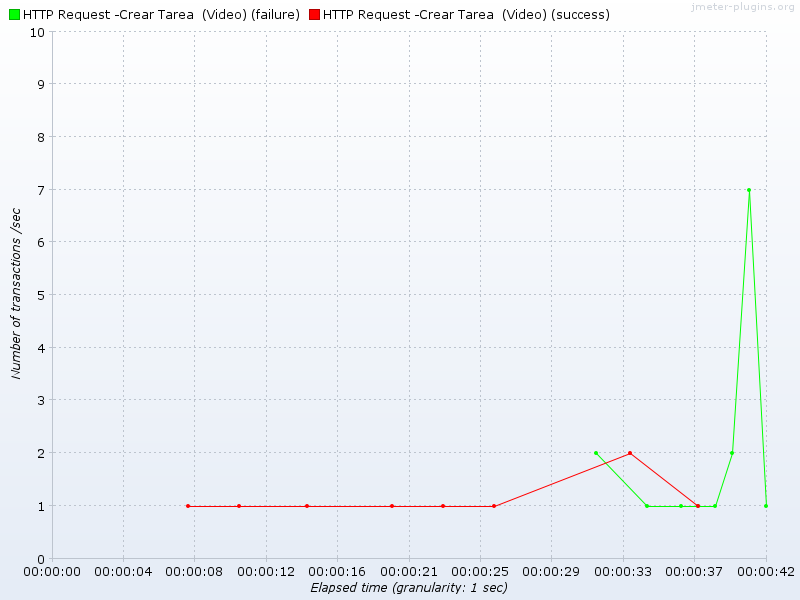 HTTP Request -Crear Tarea  (Video) (failure) HTTP Request -Crear Tarea  (Video) (success)
jmeter-plugins.org
10
9
8
7
6
5
4
3
2
1
0
Number of transactions /sec
00:00:00 00:00:04 00:00:08 00:00:12 00:00:16 00:00:21 00:00:25 00:00:29 00:00:33 00:00:37 00:00:42
Elapsed time (granularity: 1 sec)